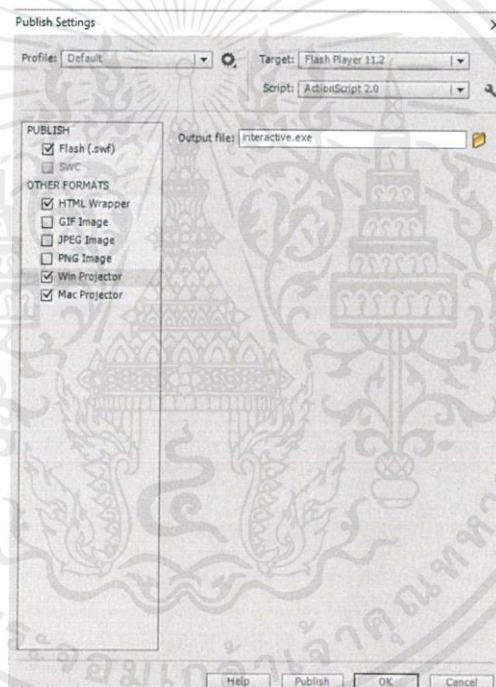 Publish Settings
Profile: Default Target: Flash Player 11.2
Script: ActionScript 2.0
PUBLISH
Flash (.swf)
SWC
OTHER FORMATS
HTML Wrapper
GIF Image
JPEG Image
PNG Image
Win Projector
Mac Projector
Output file: interactive.exe
Help Publish OK Cancel